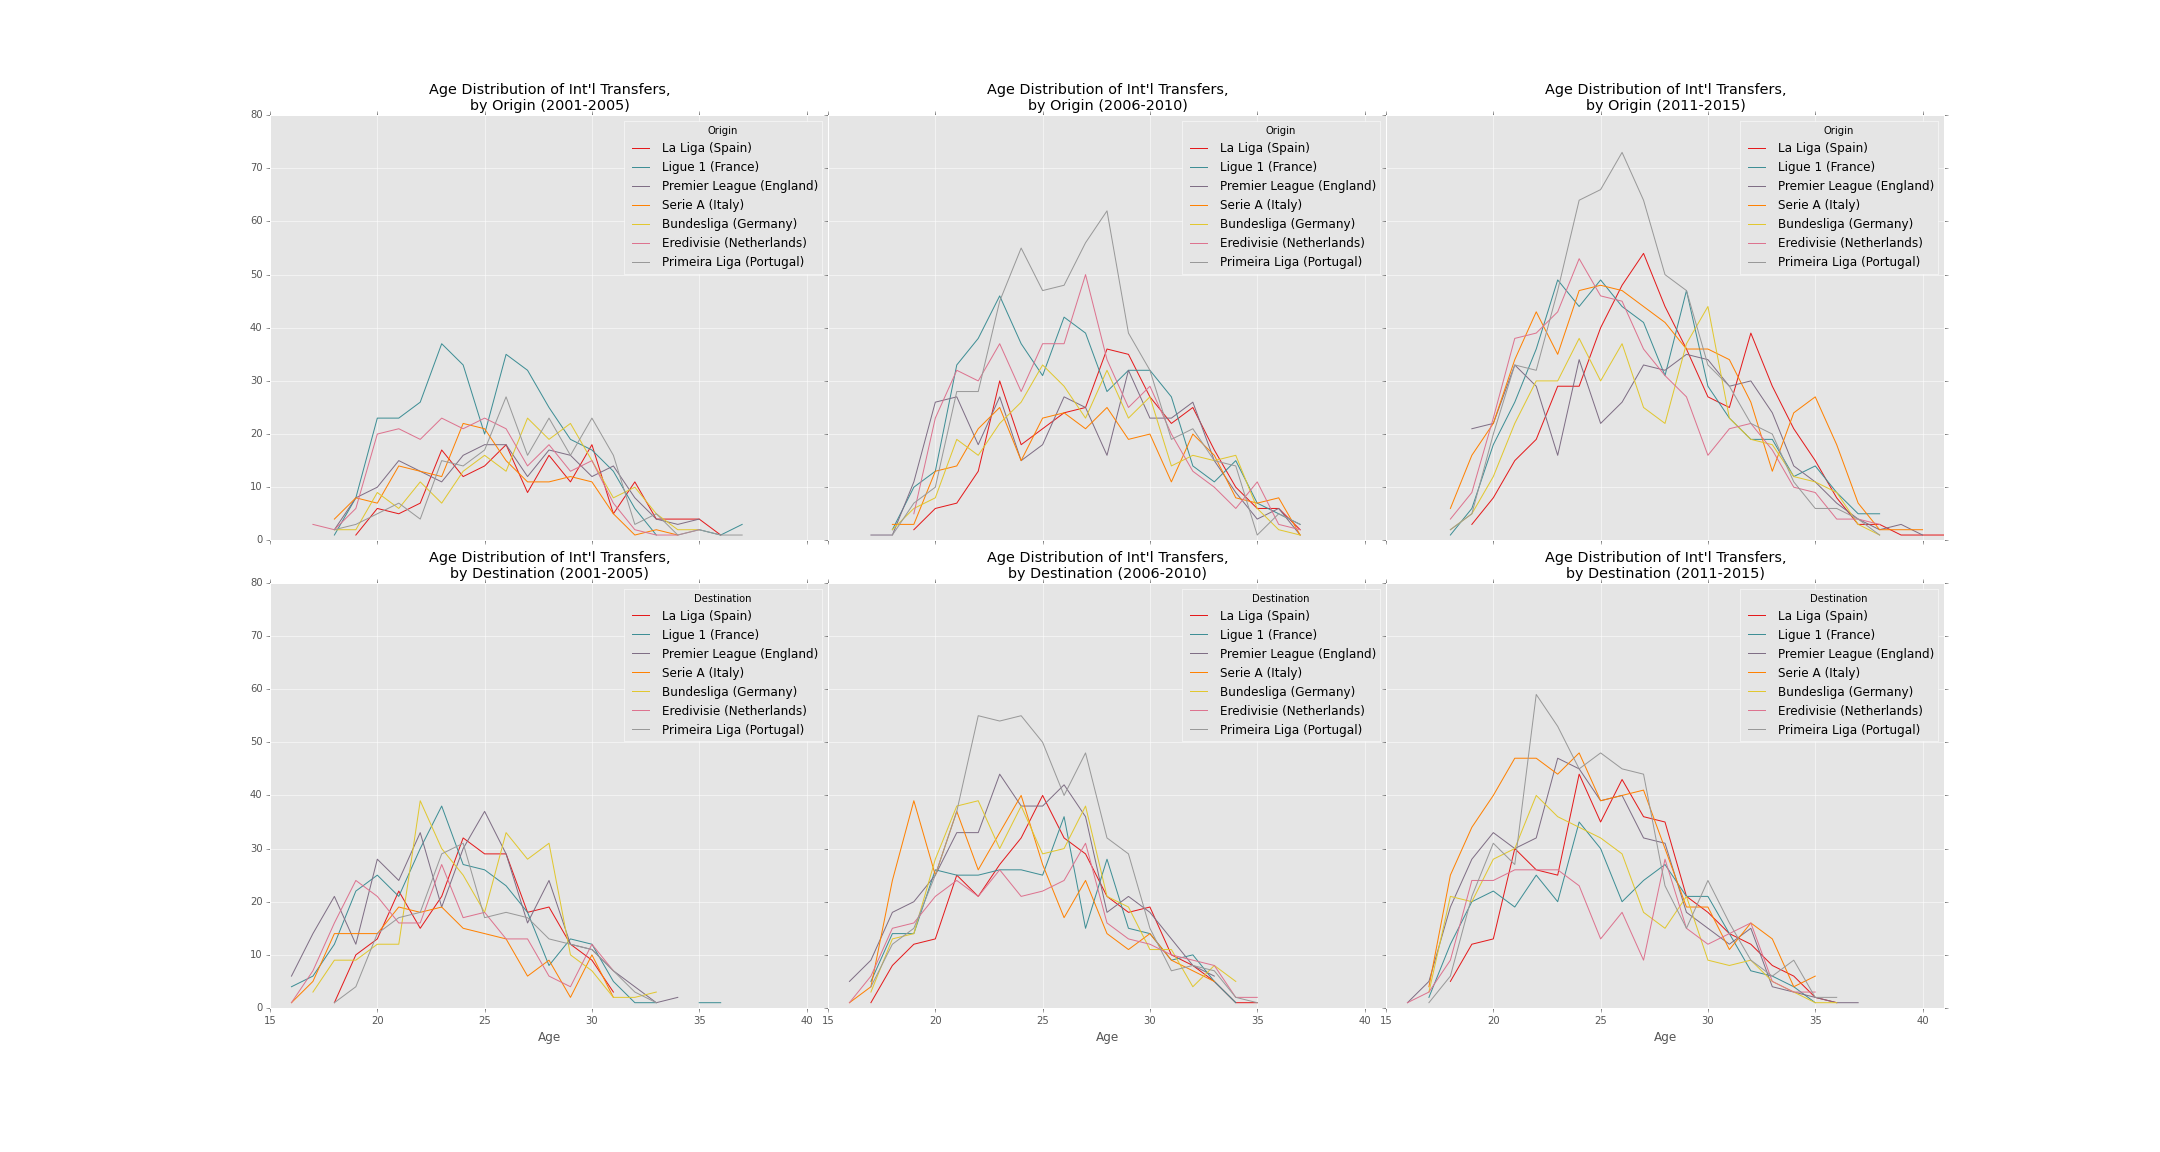 Age Distribution of Int'l Transfers,
by Origin (2001-2005)
80
70
60
50
40
30
20
10
0
Origin
La Liga (Spain)
Ligue 1 (France)
Premier League (England)
Serie A (Italy)
Bundesliga (Germany)
Eredivisie (Netherlands)
Primeira Liga (Portugal)
Age Distribution of Int'l Transfers,
by Origin (2006-2010)
Origin
La Liga (Spain)
Ligue 1 (France)
Premier League (England)
Serie A (Italy)
Bundesliga (Germany)
Eredivisie (Netherlands)
Primeira Liga (Portugal)
Age Distribution of Int'l Transfers,
by Origin (2011-2015)
Origin
La Liga (Spain)
Ligue 1 (France)
Premier League (England)
Serie A (Italy)
Bundesliga (Germany)
Eredivisie (Netherlands)
Primeira Liga (Portugal)
Age Distribution of Int'l Transfers,
by Destination (2001-2005)
80
70
60
50
40
30
20
10
0
Destination
La Liga (Spain)
Ligue 1 (France)
Premier League (England)
Serie A (Italy)
Bundesliga (Germany)
Eredivisie (Netherlands)
Primeira Liga (Portugal)
15 20 25 30 35 40
Age
Age Distribution of Int'l Transfers,
by Destination (2006-2010)
Destination
La Liga (Spain)
Ligue 1 (France)
Premier League (England)
Serie A (Italy)
Bundesliga (Germany)
Eredivisie (Netherlands)
Primeira Liga (Portugal)
15 20 25 30 35 40
Age
Age Distribution of Int'l Transfers,
by Destination (2011-2015)
Destination
La Liga (Spain)
Ligue 1 (France)
Premier League (England)
Serie A (Italy)
Bundesliga (Germany)
Eredivisie (Netherlands)
Primeira Liga (Portugal)
15 20 25 30 35 40
Age